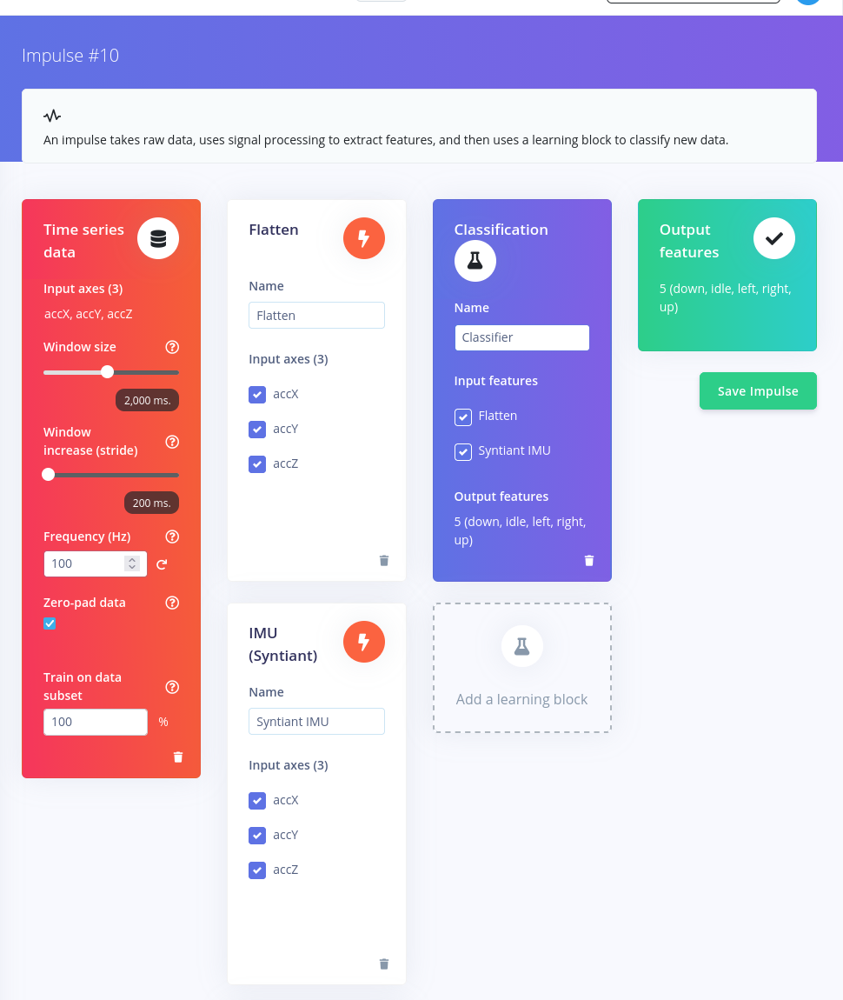 Impulse #10
An impulse takes raw data, uses signal processing to extract features, and then uses a learning block to classify new data.
Time series
data
Input axes (3)
accX, accY, accZ
Window size
2,000 ms.
Window
increase (stride)
200 ms.
Frequency (Hz)
100
Zero-pad data
Train on data
subset
100
%
Flatten
Name
Flatten
Input axes (3)
accX
accY
accZ
IMU
(Syntiant)
Name
Syntiant IMU
Input axes (3)
accX
accY
accZ
Classification
Name
Classifier
Input features
Flatten
Syntiant IMU
Output features
5 (down, idle, left, right,
up)
Add a learning block
Output
features
5 (down, idle, left, right,
up)
Save Impulse